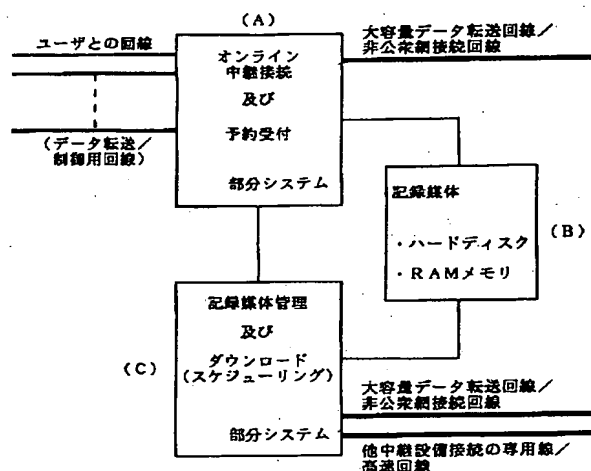 (A)
ユーザとの回線
(データ転送/
制御用回線)
オンライン
中継接続
及び
予約受付
部分システム
大容量データ転送回線/
非公衆網接続回線
記録媒体
・ハードディスク
・RAMメモリ
(B)
(C)
記録媒体管理
及び
ダウンロード
(スケジューリング)
部分システム
大容量データ転送回線/
非公衆網接続回線
他中継設備接続の専用線/
高速回線